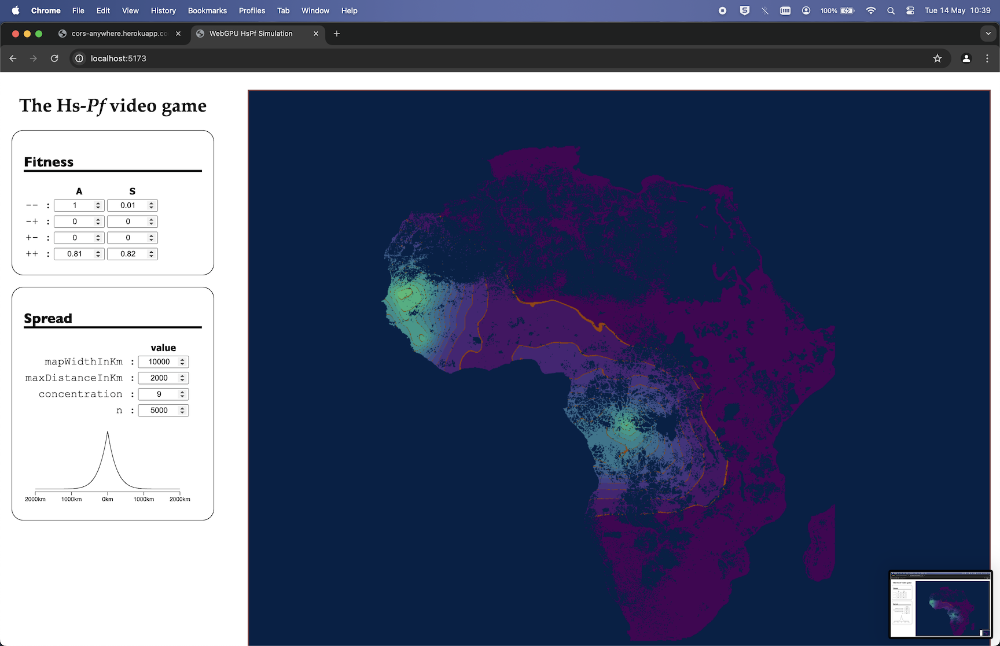 Chrome File Edit View History Bookmarks Profiles Tab Window Help 100% Tue 14 May 10:39
cors-anywhere.herokuapp.co WebGPU HsPf Simulation
localhost:5173
The Hs-Pf video game
Fitness
A S
-- : 1 0.01
-+ : 0 0
+- : 0 0
++ : 0.81 0.82
Spread
value
mapWidthInKm : 10000
maxDistanceInKm : 2000
concentration : 9
n : 5000
2000km 1000km 0km 1000km 2000km